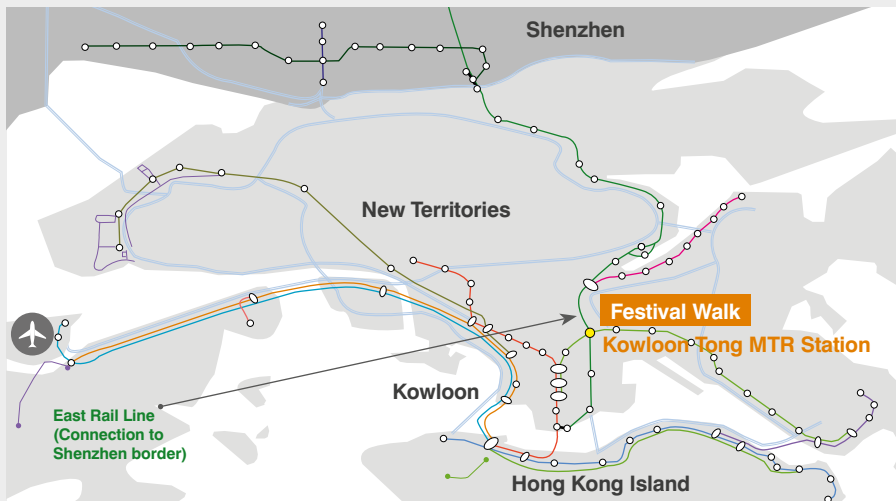 Shenzhen
New Territories
Festival Walk
Kowloon Tong MTR Station
Kowloon
East Rail Line
(Connection to
Shenzhen border)
Hong Kong Island